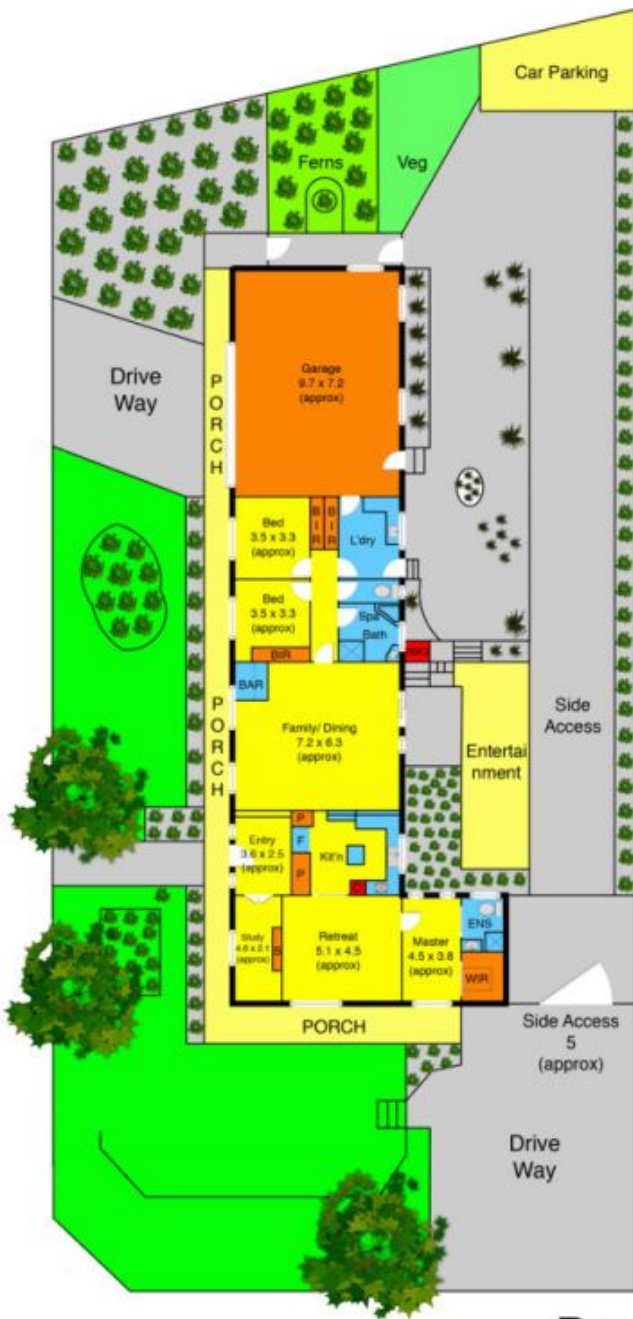 Car Parking
Ferns
Veg
Drive
Way
PORCH
Garage
9.7 x 7.2
(approx)
Bed
3.5 x 3.3
(approx)
BIR
BIR
L'dry
Bed
3.5 x 3.3
(approx)
Spa
Bath
BIR
BAR
PORCH
Family/ Dining
7.2 x 6.3
(approx)
Entertai
nment
Side
Access
Entry
3.6 x 2.5
(approx)
P
F
P
Kit'n
Study
4.6 x 2.1
(approx)
Retreat
5.1 x 4.5
(approx)
Master
4.5 x 3.8
(approx)
ENS
WIR
PORCH
Side Access
5
(approx)
Drive
Way